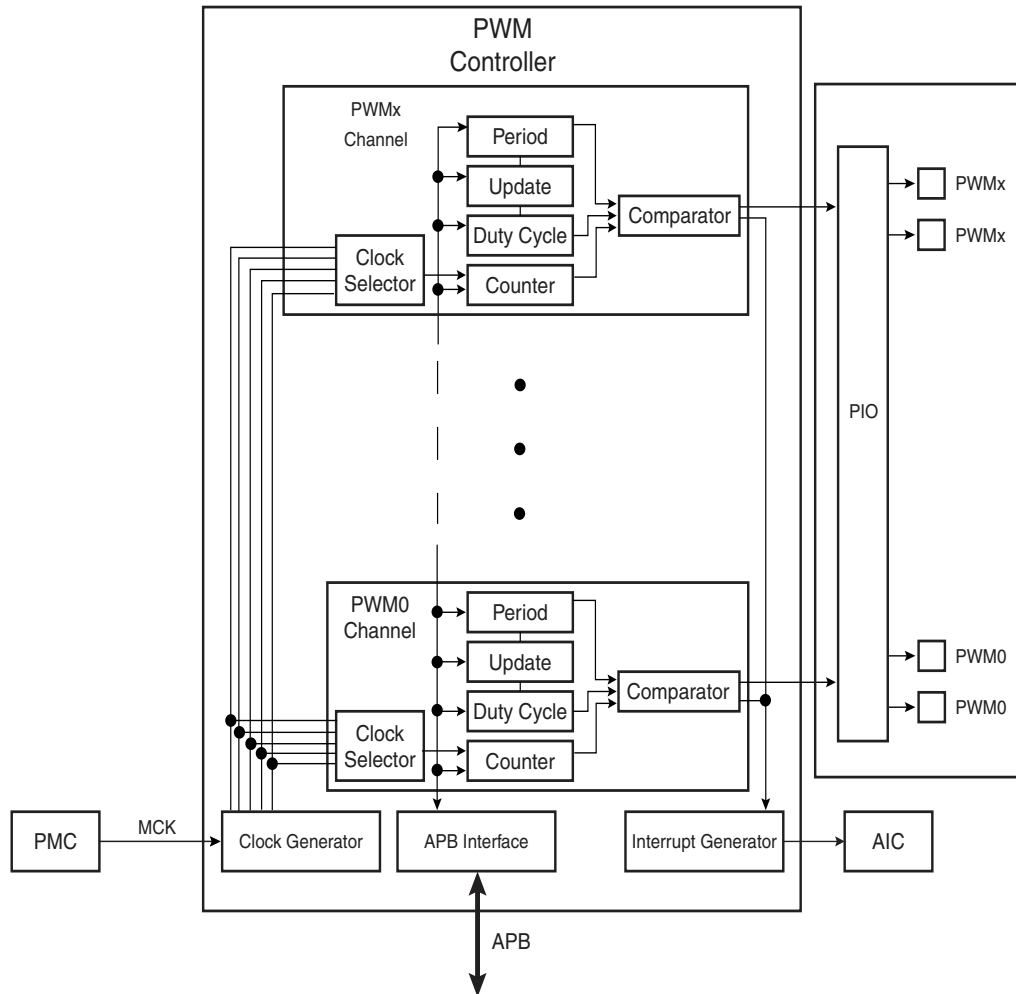 PWM
Controller
PWMx
Channel
Period
Update
Duty Cycle
Clock
Selector
Counter
Comparator
PIO
PWMx
PWMx
PWM0
Channel
Period
Update
Duty Cycle
Clock
Selector
Counter
Comparator
PWM0
PWM0
PMC
MCK
Clock Generator
APB Interface
Interrupt Generator
AIC
APB